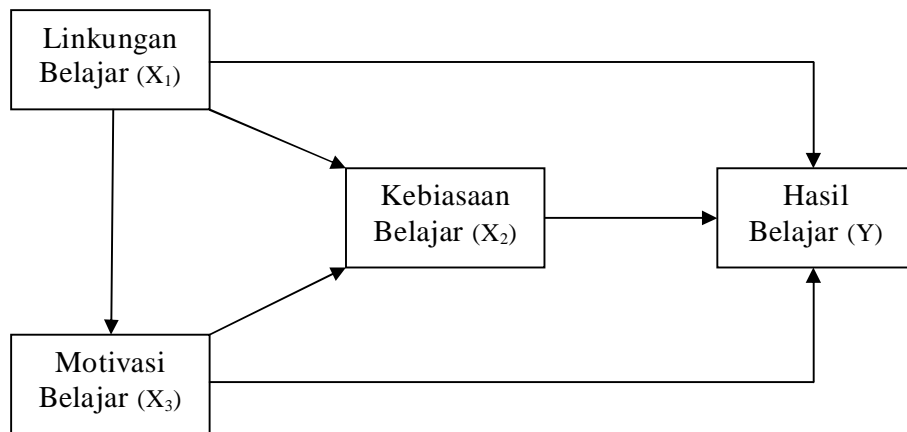 Linkungan
Belajar (X₁)
Kebiasaan
Belajar (X₂)
Hasil
Belajar (Y)
Motivasi
Belajar (X₃)